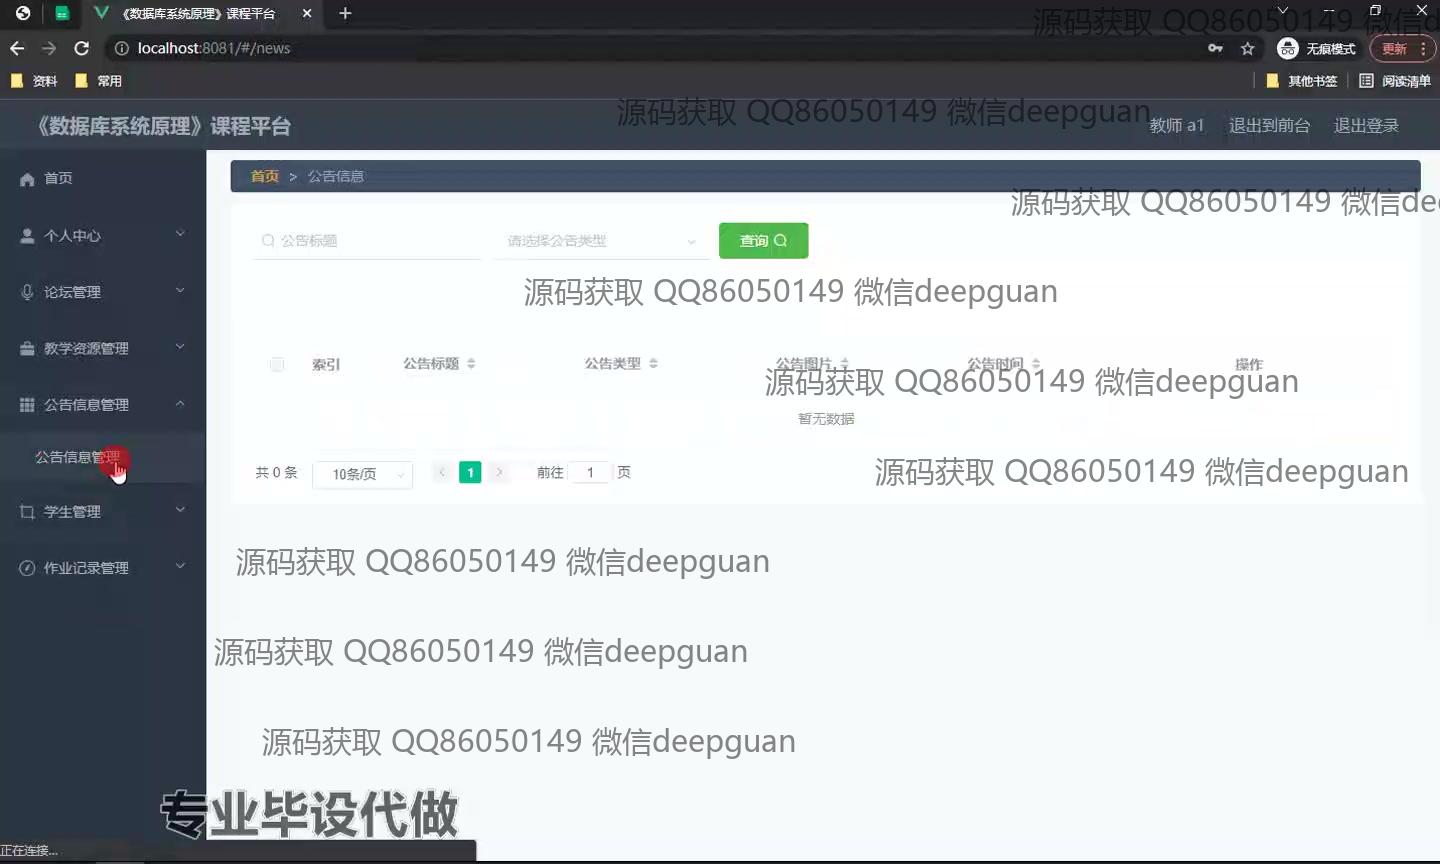 《数据库系统原理》课程平台
localhost:8081/#/news
无痕模式
更新
资料
常用
其他书签
阅读清单
源码获取 QQ86050149 微信d
《数据库系统原理》课程平台
源码获取 QQ86050149 微信deepguan
教师 a1
退出到前台
退出登录
首页
个人中心
论坛管理
教学资源管理
公告信息管理
公告信息管理
学生管理
作业记录管理
首页 > 公告信息
源码获取 QQ86050149 微信dee
公告标题
请选择公告类型
查询
源码获取 QQ86050149 微信deepguan
索引
公告标题
公告类型
公告图片
公告时间
操作
源码获取 QQ86050149 微信deepguan
暂无数据
共 0 条
10条/页
1
前往 1 页
源码获取 QQ86050149 微信deepguan
源码获取 QQ86050149 微信deepguan
源码获取 QQ86050149 微信deepguan
源码获取 QQ86050149 微信deepguan
专业毕设代做
正在连接...